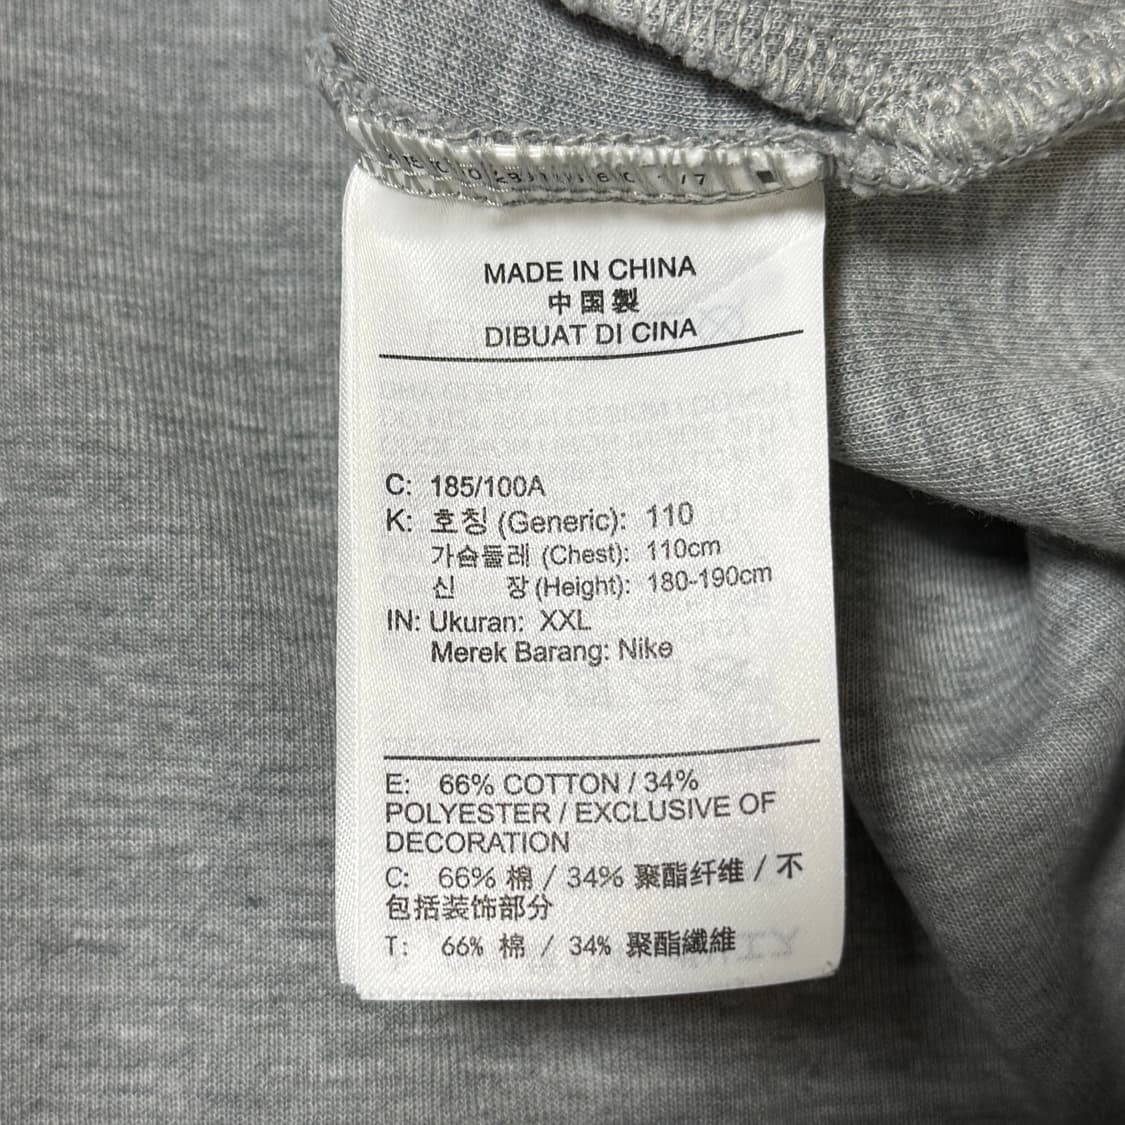 MADE IN CHINA
中国製
DIBUAT DI CINA
C: 185/100A
K: 호칭 (Generic): 110
가슴둘레 (Chest): 110cm
신 장 (Height): 180-190cm
IN: Ukuran: XXL
Merek Barang: Nike
E: 66% COTTON / 34%
POLYESTER / EXCLUSIVE OF
DECORATION
C: 66% 棉 / 34% 聚酯纤维 / 不
包括装饰部分
T: 66% 棉 / 34% 聚酯纖維